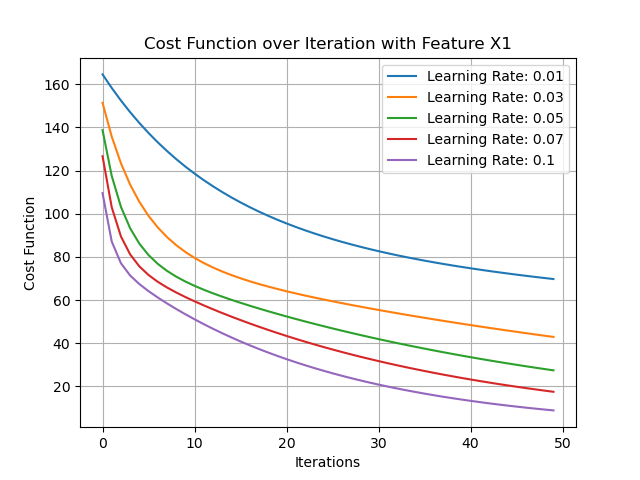 Cost Function over Iteration with Feature X1
Learning Rate: 0.01
Learning Rate: 0.03
Learning Rate: 0.05
Learning Rate: 0.07
Learning Rate: 0.1
Cost Function
160
140
120
100
80
60
40
20
0 10 20 30 40 50
Iterations